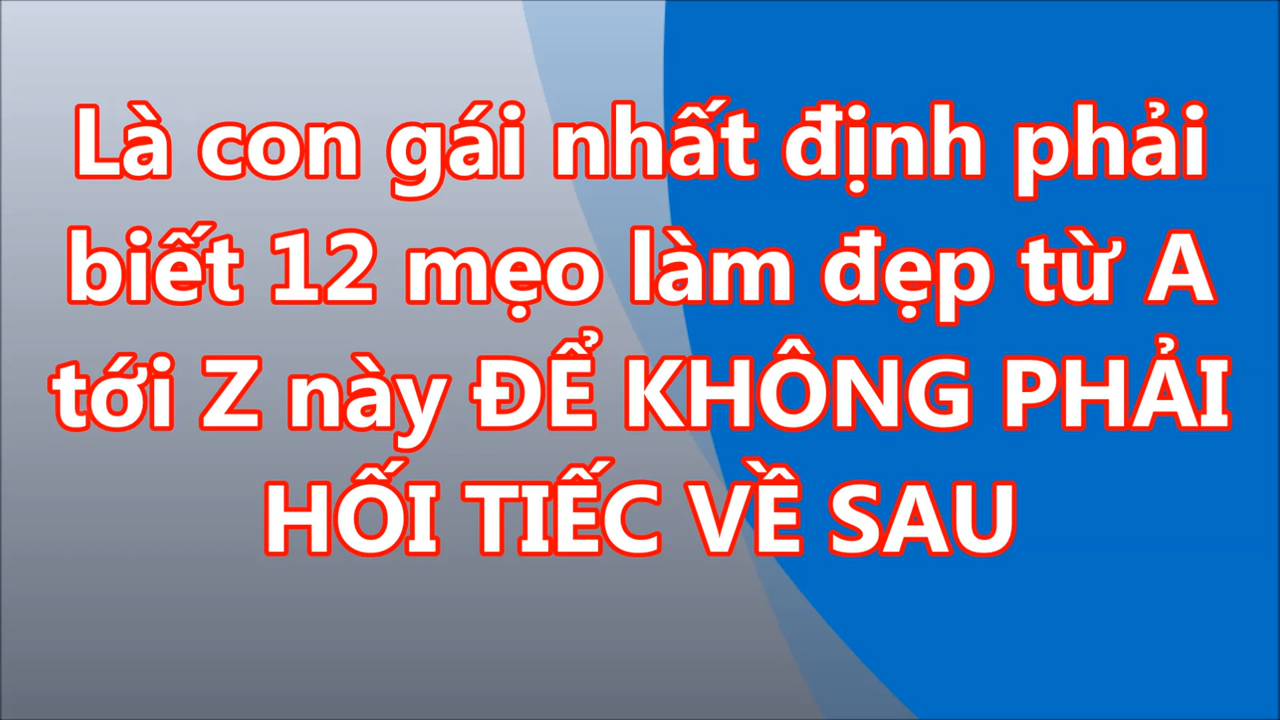 Là con gái nhất định phải
biết 12 mẹo làm đẹp từ A
tới Z này ĐỂ KHÔNG PHẢI
HỐI TIẾC VỀ SAU